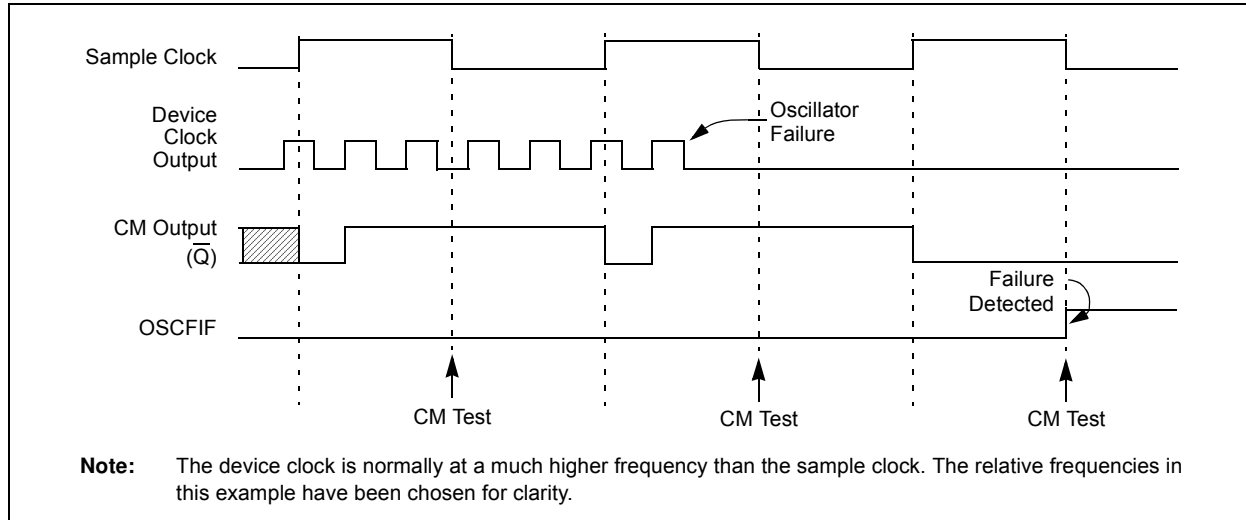 Sample Clock
Device
Clock
Output
Oscillator
Failure
CM Output
(Q̅)
Failure
Detected
OSCFIF
CM Test
CM Test
CM Test
Note: The device clock is normally at a much higher frequency than the sample clock. The relative frequencies in
this example have been chosen for clarity.